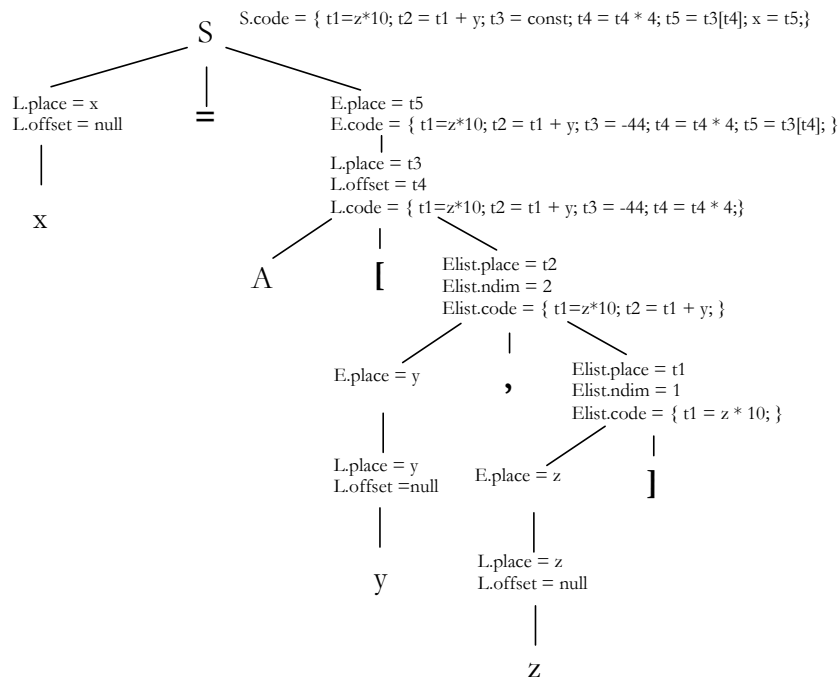 S.code = { t1=z*10; t2 = t1 + y; t3 = const; t4 = t4 * 4; t5 = t3[t4]; x = t5;}
S
L.place = x
L.offset = null
=
E.place = t5
E.code = { t1=z*10; t2 = t1 + y; t3 = -44; t4 = t4 * 4; t5 = t3[t4]; }
L.place = t3
L.offset = t4
L.code = { t1=z*10; t2 = t1 + y; t3 = -44; t4 = t4 * 4;}
x
A
[
Elist.place = t2
Elist.ndim = 2
Elist.code = { t1=z*10; t2 = t1 + y; }
E.place = y
,
Elist.place = t1
Elist.ndim = 1
Elist.code = { t1 = z * 10; }
L.place = y
L.offset =null
E.place = z
]
y
L.place = z
L.offset = null
z